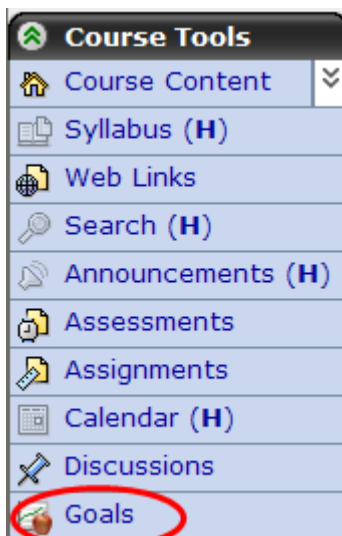 Course Tools
Course Content
Syllabus (H)
Web Links
Search (H)
Announcements (H)
Assessments
Assignments
Calendar (H)
Discussions
Goals